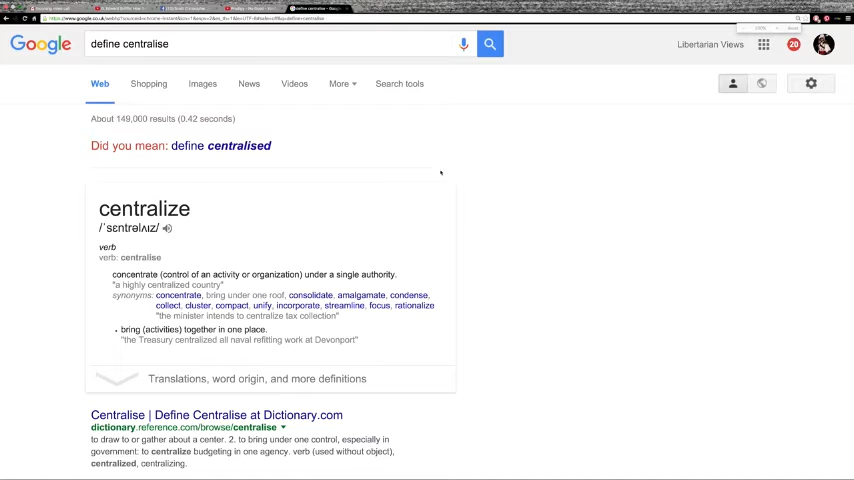 Google
define centralise
Libertarian Views
20
Web
Shopping
Images
News
Videos
More
Search tools
About 149,000 results (0.42 seconds)
Did you mean: define centralised
centralize
/ˈsɛntrəlʌɪz/
verb
verb: centralise
concentrate (control of an activity or organization) under a single authority.
"a highly centralized country"
synonyms: concentrate, bring under one roof, consolidate, amalgamate, condense,
collect, cluster, compact, unify, incorporate, streamline, focus, rationalize
"the minister intends to centralize tax collection"
• bring (activities) together in one place.
"the Treasury centralized all naval refitting work at Devonport"
Translations, word origin, and more definitions
Centralise | Define Centralise at Dictionary.com
dictionary.reference.com/browse/centralise
to draw to or gather about a center. 2. to bring under one control, especially in
government: to centralize budgeting in one agency. verb (used without object),
centralized, centralizing.